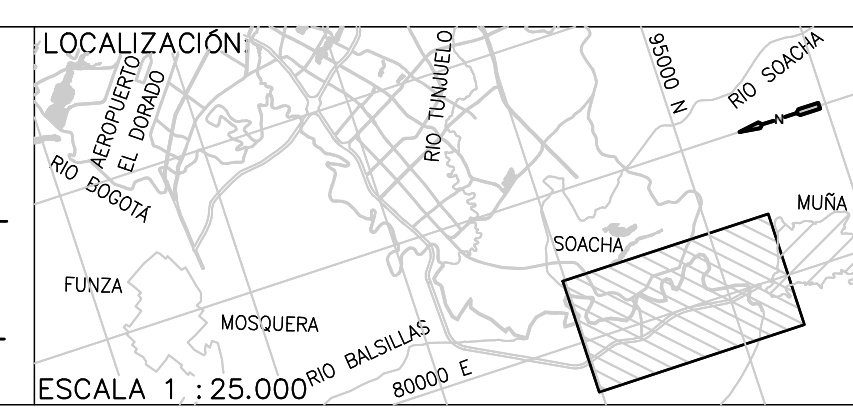 LOCALIZACIÓN:
AEROPUERTO
EL DORADO
RIO BOGOTÁ
RIO TUNJUELO
95000 N
RIO SOACHA
N
MUÑA
SOACHA
FUNZA
MOSQUERA
RIO BALSILLAS
80000 E
ESCALA 1 : 25.000